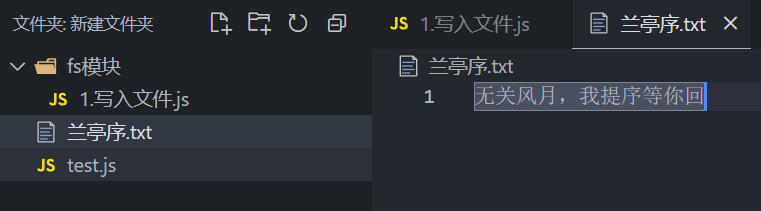 文件夹: 新建文件夹
fs模块
JS 1.写入文件.js
兰亭序.txt
JS test.js
JS 1.写入文件.js
兰亭序.txt
兰亭序.txt
1 无关风月，我提序等你回